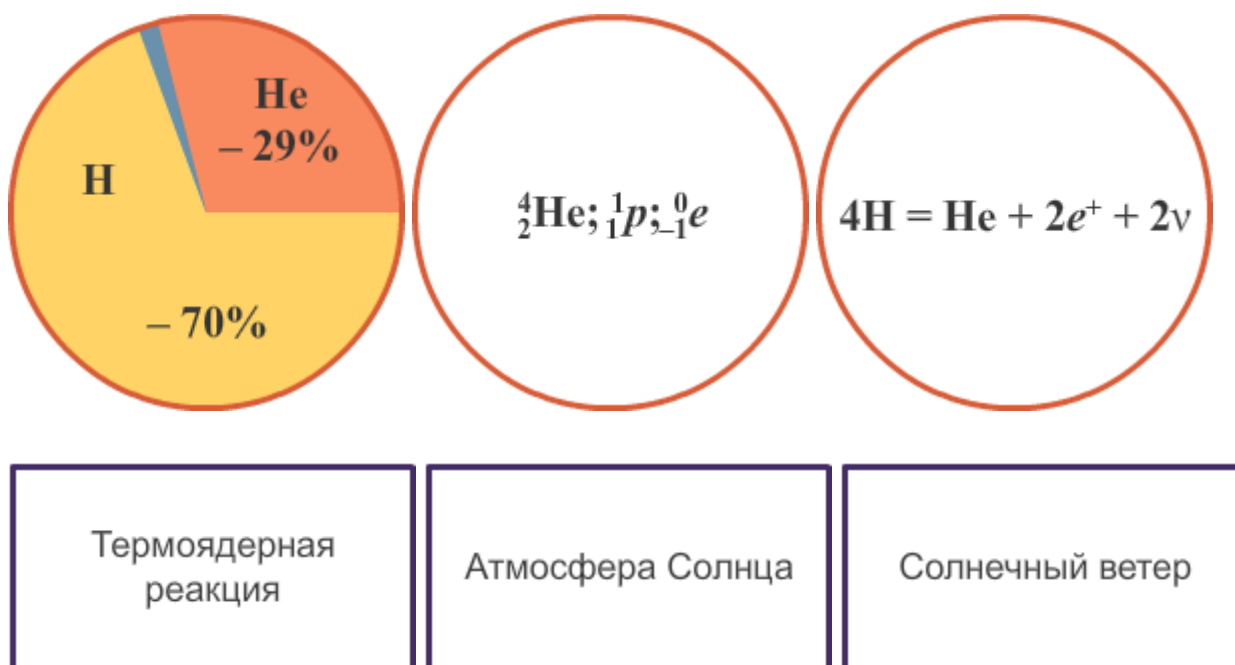 He
– 29%
H
– 70%
⁴₂He; ¹₁p; ⁰₋₁e
4H = He + 2e⁺ + 2ν
Термоядерная
реакция
Атмосфера Солнца
Солнечный ветер